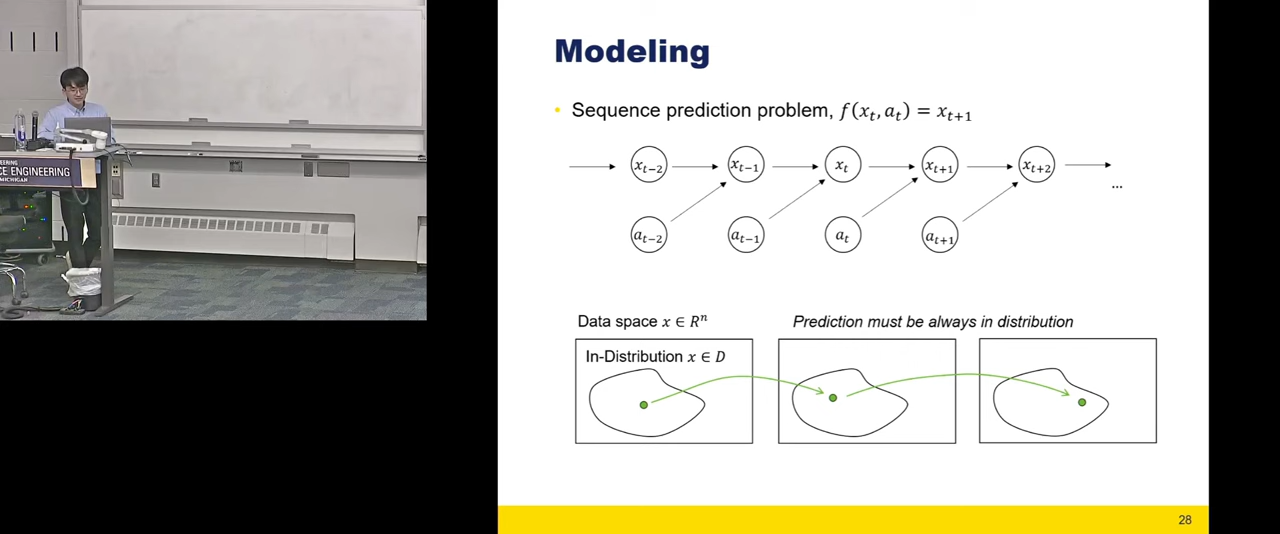 Modeling
• Sequence prediction problem, f(xₜ, aₜ) = xₜ₊₁
xₜ₋₂ xₜ₋₁ xₜ xₜ₊₁ xₜ₊₂
...
aₜ₋₂ aₜ₋₁ aₜ aₜ₊₁
Data space x ∈ Rⁿ
Prediction must be always in distribution
In-Distribution x ∈ D
28
CE ENGINEERING
MICHIGAN